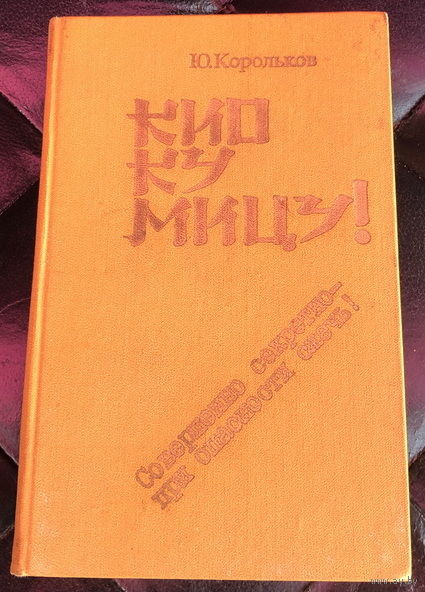 Ю. Корольков
КИО
КУ
МИЦУ!
Совершенно секретно—
при опасности сжечь!